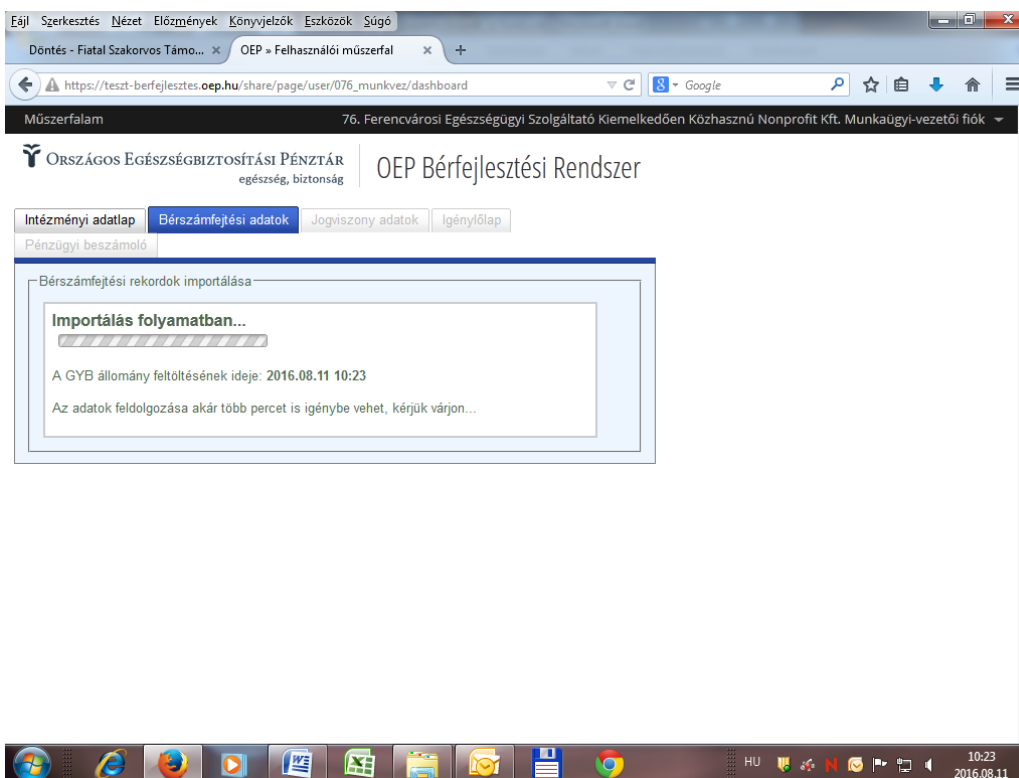 Fájl Szerkesztés Nézet Előzmények Könyvjelzők Eszközök Súgó
Döntés - Fiatal Szakorvos Támo... × OEP » Felhasználói műszerfal × +
https://teszt-berfejlesztes.oep.hu/share/page/user/076_munkvez/dashboard 8 Google
Műszerfalam 76. Ferencvárosi Egészségügyi Szolgáltató Kiemelkedően Közhasznú Nonprofit Kft. Munkaügyi-vezetői fiók
Országos Egészségbiztosítási Pénztár
egészség, biztonság
OEP Bérfejlesztési Rendszer
Intézményi adatlap Bérszámfejtési adatok Jogviszony adatok Igénylőlap
Pénzügyi beszámoló
Bérszámfejtési rekordok importálása
Importálás folyamatban...
A GYB állomány feltöltésének ideje: 2016.08.11 10:23
Az adatok feldolgozása akár több percet is igénybe vehet, kérjük várjon...
HU 10:23
2016.08.11